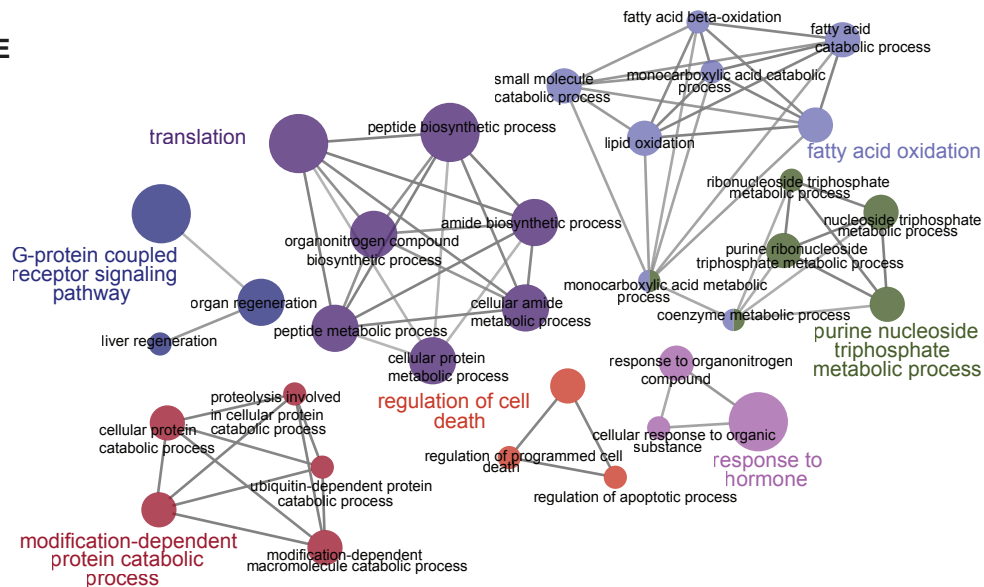 E
fatty acid beta-oxidation
fatty acid
catabolic process
small molecule
catabolic process
monocarboxylic acid catabolic
process
lipid oxidation
fatty acid oxidation
translation
peptide biosynthetic process
amide biosynthetic process
organonitrogen compound
biosynthetic process
cellular amide
metabolic process
peptide metabolic process
cellular protein
metabolic process
G-protein coupled
receptor signaling
pathway
organ regeneration
liver regeneration
ribonucleoside triphosphate
metabolic process
nucleoside triphosphate
metabolic process
purine ribonucleoside
triphosphate metabolic process
monocarboxylic acid metabolic
process
coenzyme metabolic process
purine nucleoside
triphosphate
metabolic process
proteolysis involved
in cellular protein
catabolic process
cellular protein
catabolic process
ubiquitin-dependent protein
catabolic process
modification-dependent
macromolecule catabolic process
modification-dependent
protein catabolic
process
regulation of cell
death
regulation of programmed cell
death
regulation of apoptotic process
response to organonitrogen
compound
cellular response to organic
substance
response to
hormone